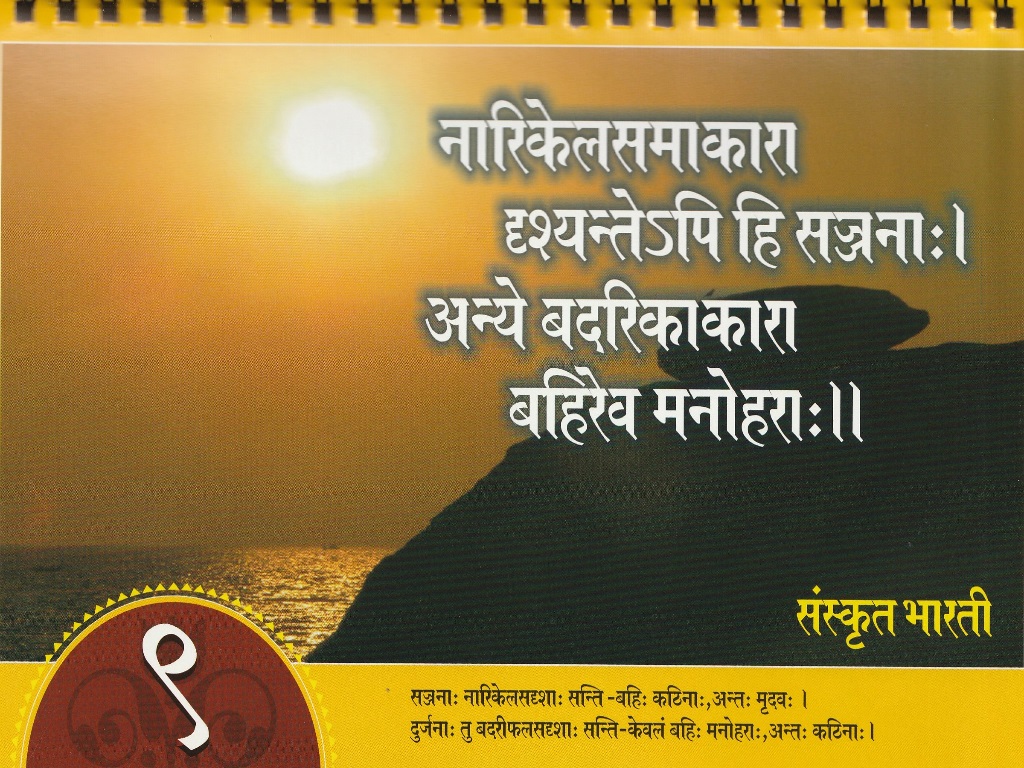 नारिकेलसमाकारा
दृश्यन्तेऽपि हि सज्जनाः।
अन्ये बदरिकाकारा
बहिरेव मनोहराः।।
संस्कृत भारती
९
सज्जनाः नारिकेलसदृशाः सन्ति -बहिः कठिनाः,अन्तः मृदवः ।
दुर्जनाः तु बदरीफलसदृशाः सन्ति-केवलं बहिः मनोहराः,अन्तः कठिनाः।